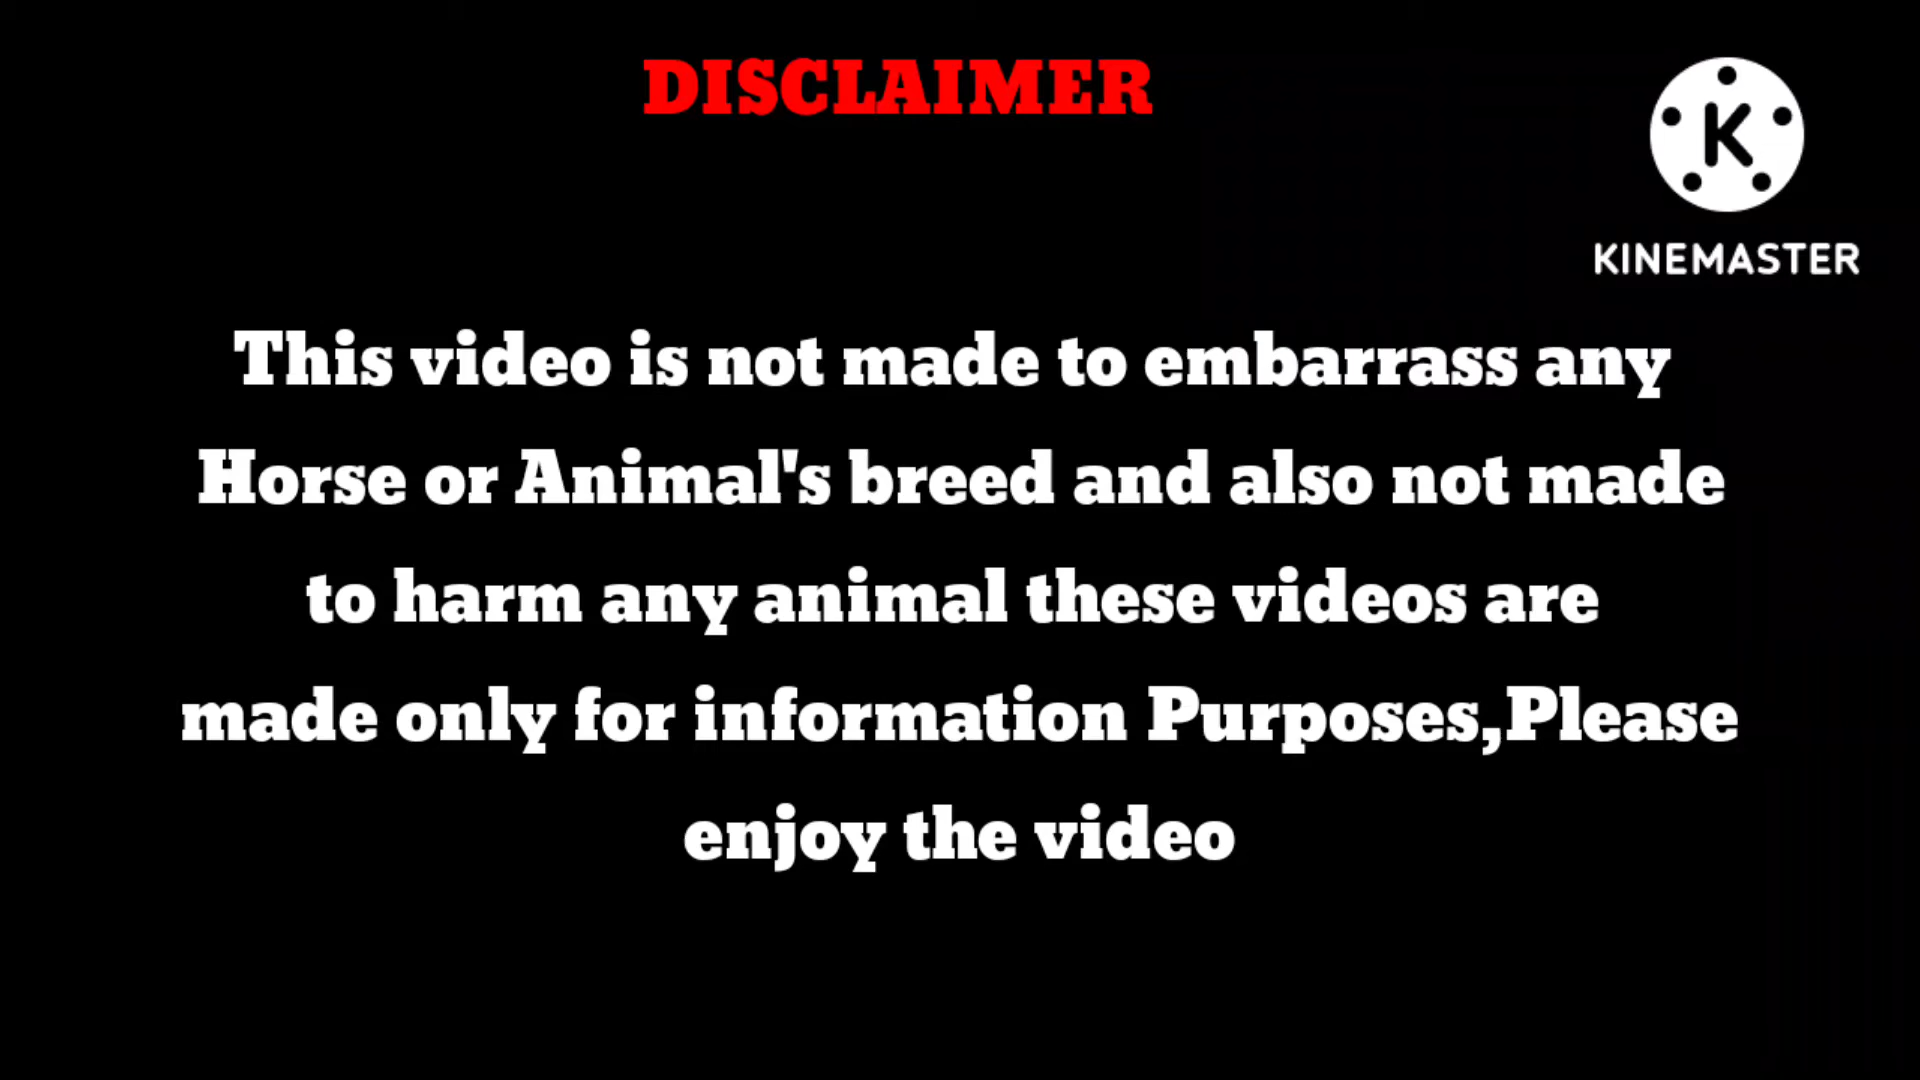 DISCLAIMER
KINEMASTER
This video is not made to embarrass any
Horse or Animal's breed and also not made
to harm any animal these videos are
made only for information Purposes,Please
enjoy the video